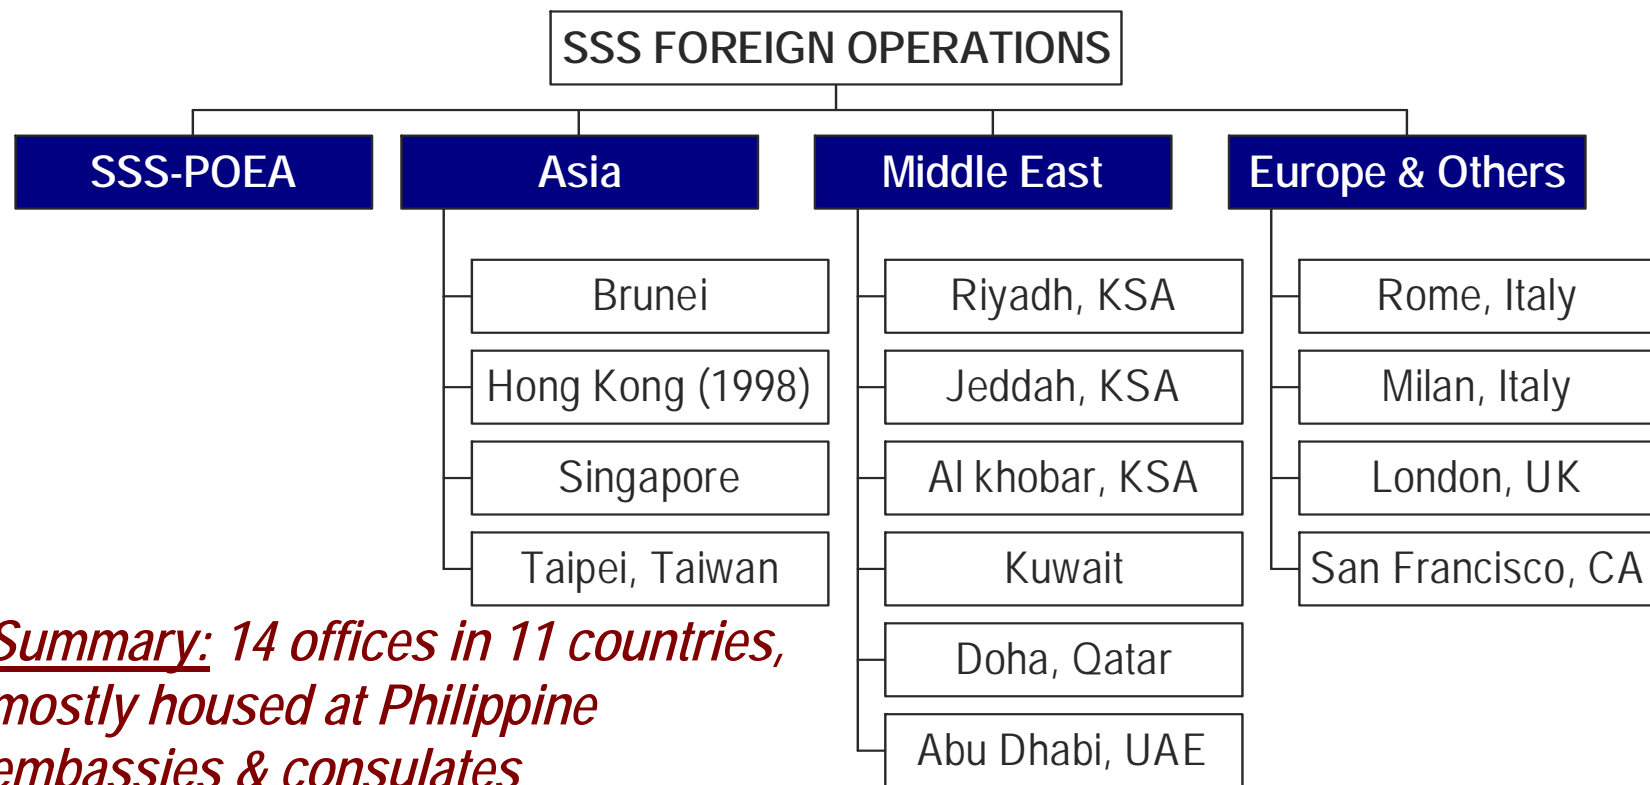 SSS FOREIGN OPERATIONS
SSS-POEA
Asia
Middle East
Europe & Others
Brunei
Hong Kong (1998)
Singapore
Taipei, Taiwan
Riyadh, KSA
Jeddah, KSA
Al khobar, KSA
Kuwait
Doha, Qatar
Abu Dhabi, UAE
Rome, Italy
Milan, Italy
London, UK
San Francisco, CA
Summary: 14 offices in 11 countries,
mostly housed at Philippine
embassies & consulates